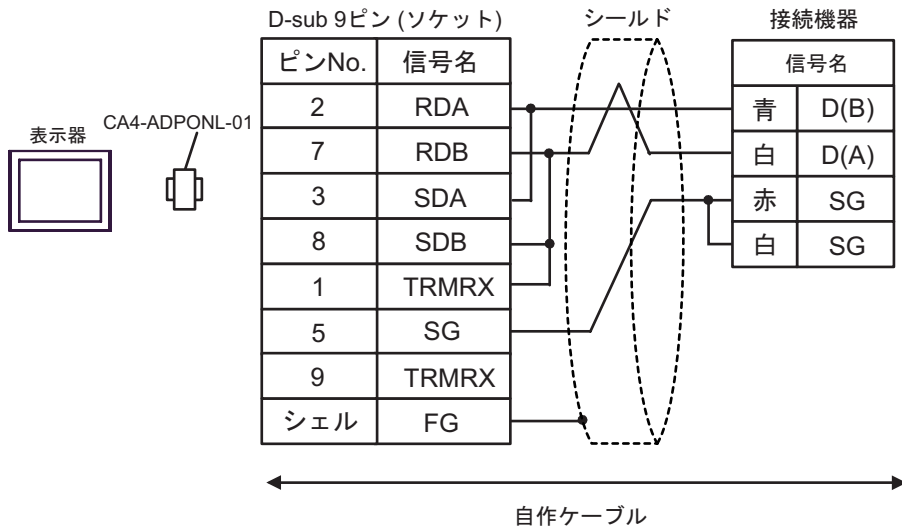 D-sub 9ピン (ソケット)
シールド
接続機器
ピンNo. 信号名
信号名
2 RDA
青 D(B)
7 RDB
白 D(A)
3 SDA
赤 SG
8 SDB
白 SG
1 TRMRX
5 SG
9 TRMRX
シェル FG
表示器
CA4-ADPONL-01
自作ケーブル